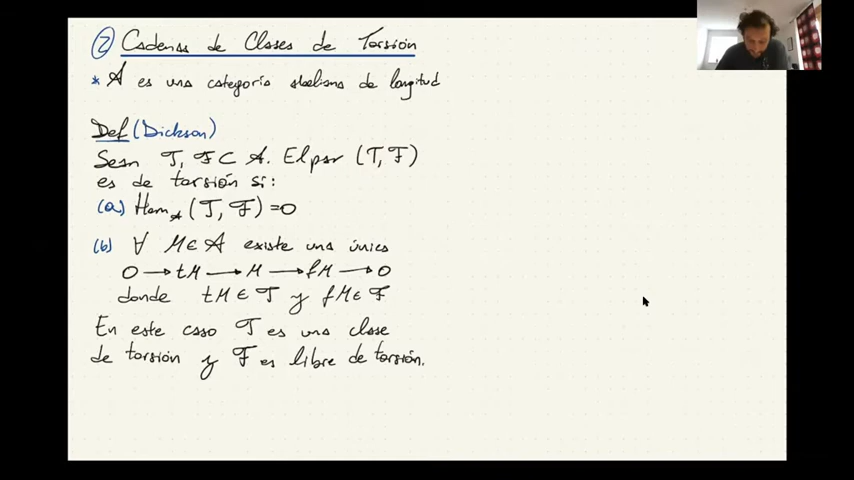 ② Cadenas de Clases de Torsión
* A es una categoría abeliana de longitud
Def (Dickson)
Sean T, F ⊂ A. El par (T, F)
es de torsión si:
(a) Hom_A (T, F) = 0
(b) ∀ M ∈ A existe una única
0 → tM → M → fM → 0
donde tM ∈ T y fM ∈ F
En este caso T es una clase
de torsión y F es libre de torsión.